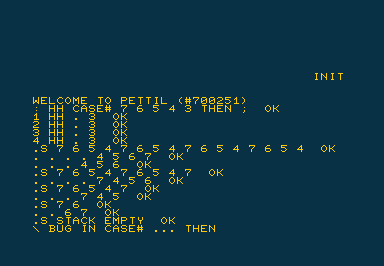 INIT
WELCOME TO PETTIL (#700251)
: HH CASE# 7 6 5 4 3 THEN ;  OK
1 HH . 3  OK
2 HH . 3  OK
3 HH . 3  OK
4 HH . 3  OK
.S 7 6 5 4 7 6 5 4 7 6 5 4 7 6 5 4  OK
. . . . 4 5 6 7  OK
. . . 4 5 6  OK
.S 7 6 5 4 7 6 5 4 7  OK
. . . . . 7 4 5 6  OK
.S 7 6 5 4 7  OK
. . . 7 4 5  OK
.S 7 6  OK
. . 6 7  OK
.S STACK EMPTY  OK
\ BUG IN CASE# ... THEN